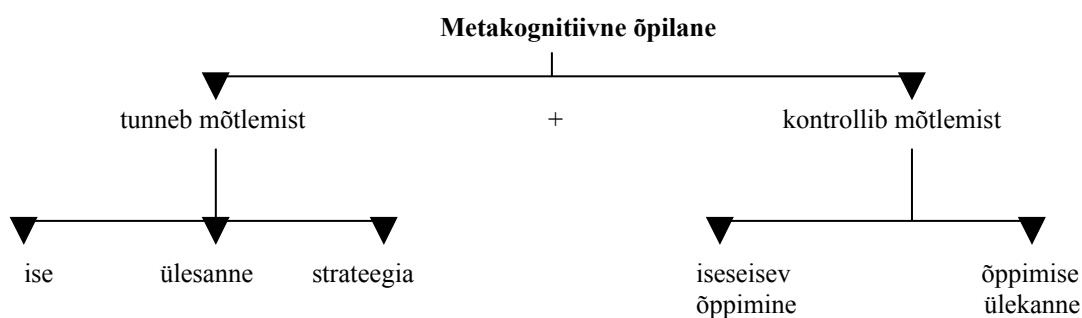 Metakognitiivne õpilane
tunneb mõtlemist + kontrollib mõtlemist
ise ülesanne strateegia iseseisev õppimise
õppimine ülekanne